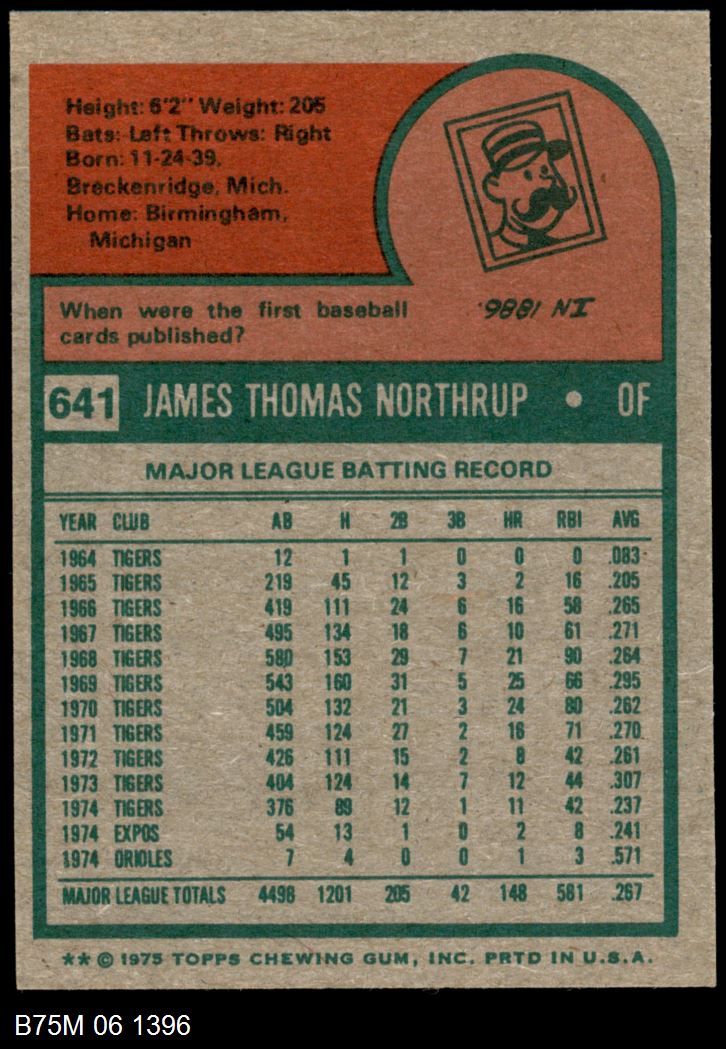 Height: 6'2" Weight: 205
Bats: Left Throws: Right
Born: 11-24-39,
Breckenridge, Mich.
Home: Birmingham,
Michigan
When were the first baseball
cards published?
IN 1886.
641 JAMES THOMAS NORTHRUP • OF
MAJOR LEAGUE BATTING RECORD
YEAR CLUB AB H 2B 3B HR RBI AVG
1964 TIGERS 12 1 1 0 0 0 .083
1965 TIGERS 219 45 12 3 2 16 .205
1966 TIGERS 419 111 24 6 16 58 .265
1967 TIGERS 495 134 18 6 10 61 .271
1968 TIGERS 580 153 29 7 21 90 .264
1969 TIGERS 543 160 31 5 25 66 .295
1970 TIGERS 504 132 21 3 24 80 .262
1971 TIGERS 459 124 27 2 16 71 .270
1972 TIGERS 426 111 15 2 8 42 .261
1973 TIGERS 404 124 14 7 12 44 .307
1974 TIGERS 376 89 12 1 11 42 .237
1974 EXPOS 54 13 1 0 2 8 .241
1974 ORIOLES 7 4 0 0 1 3 .571
MAJOR LEAGUE TOTALS 4498 1201 205 42 148 581 .267
** © 1975 TOPPS CHEWING GUM, INC. PRTD IN U.S.A.
B75M 06 1396